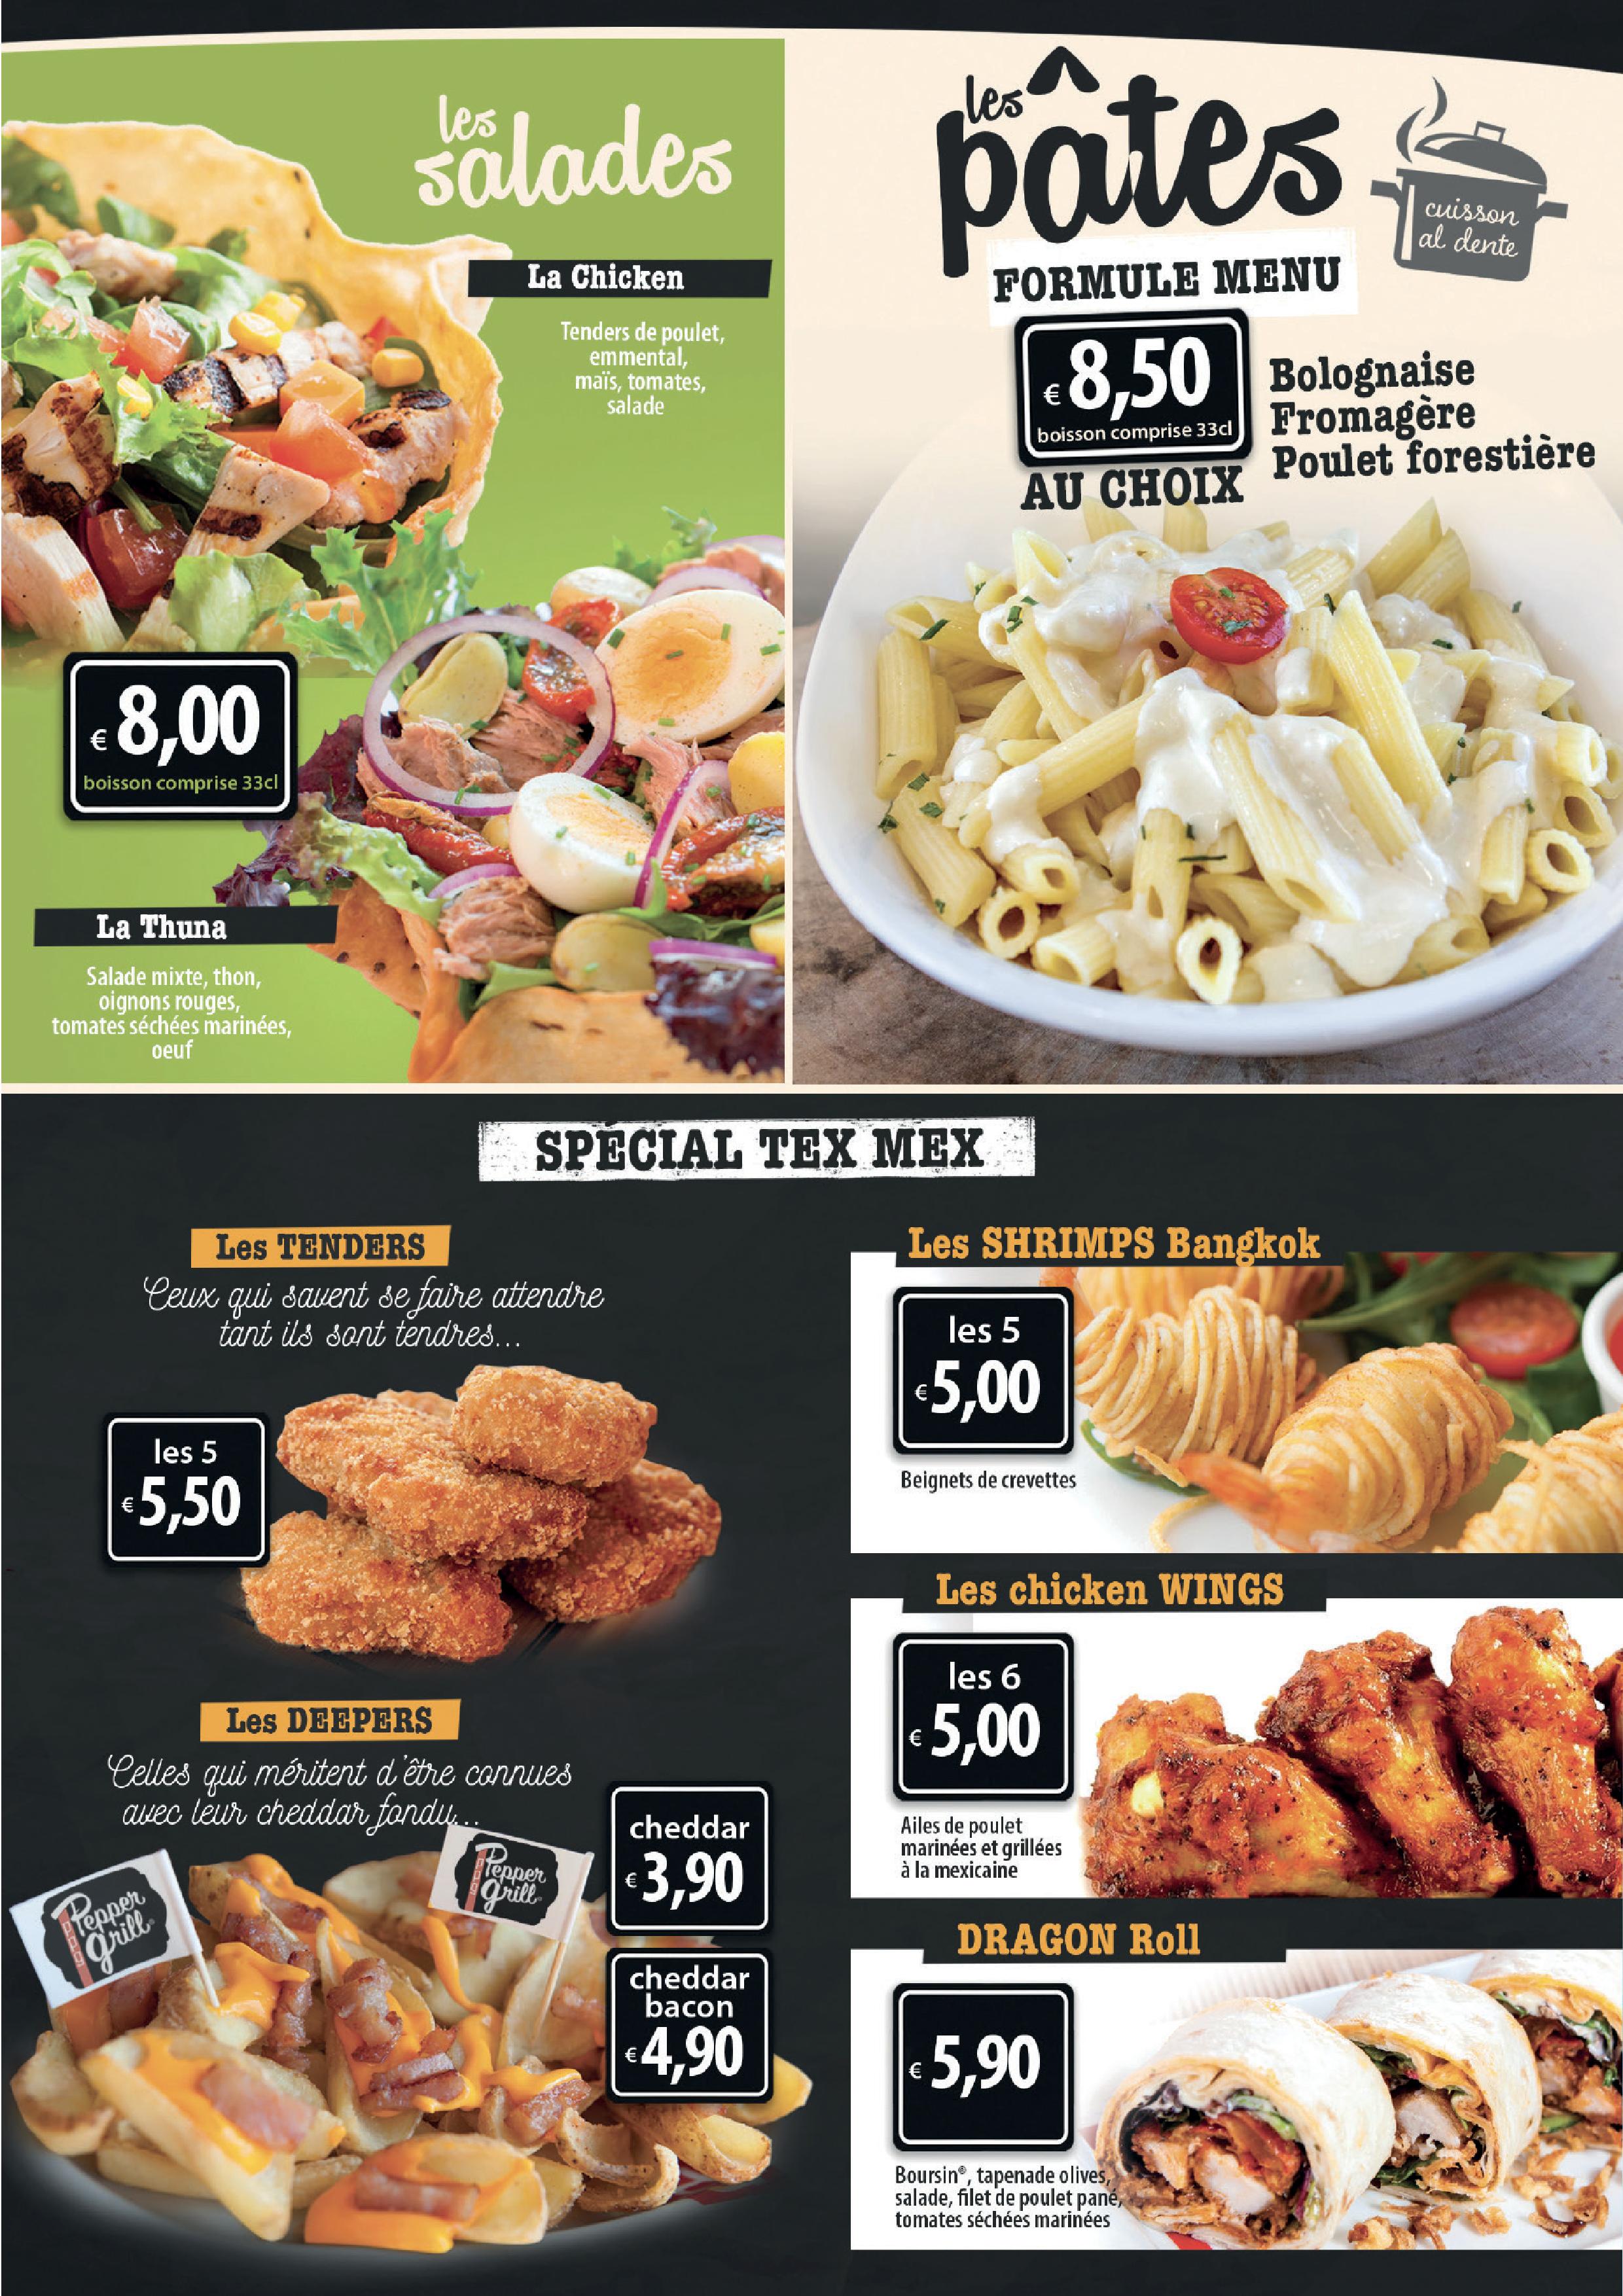 les
salades
La Chicken
Tenders de poulet,
emmental,
maïs, tomates,
salade
€ 8,00
boisson comprise 33cl
La Thuna
Salade mixte, thon,
oignons rouges,
tomates séchées marinées,
oeuf
les
pâtes
cuisson
al dente
FORMULE MENU
€ 8,50
boisson comprise 33cl
AU CHOIX
Bolognaise
Fromagère
Poulet forestière
SPÉCIAL TEX MEX
Les TENDERS
Ceux qui savent se faire attendre
tant ils sont tendres...
les 5
€ 5,50
Les DEEPERS
Celles qui méritent d'être connues
avec leur cheddar fondu...
Pepper
grill
Pepper
grill
cheddar
€ 3,90
cheddar
bacon
€ 4,90
Les SHRIMPS Bangkok
les 5
€ 5,00
Beignets de crevettes
Les chicken WINGS
les 6
€ 5,00
Ailes de poulet
marinées et grillées
à la mexicaine
DRAGON Roll
€ 5,90
Boursin®, tapenade olives,
salade, filet de poulet pané,
tomates séchées marinées